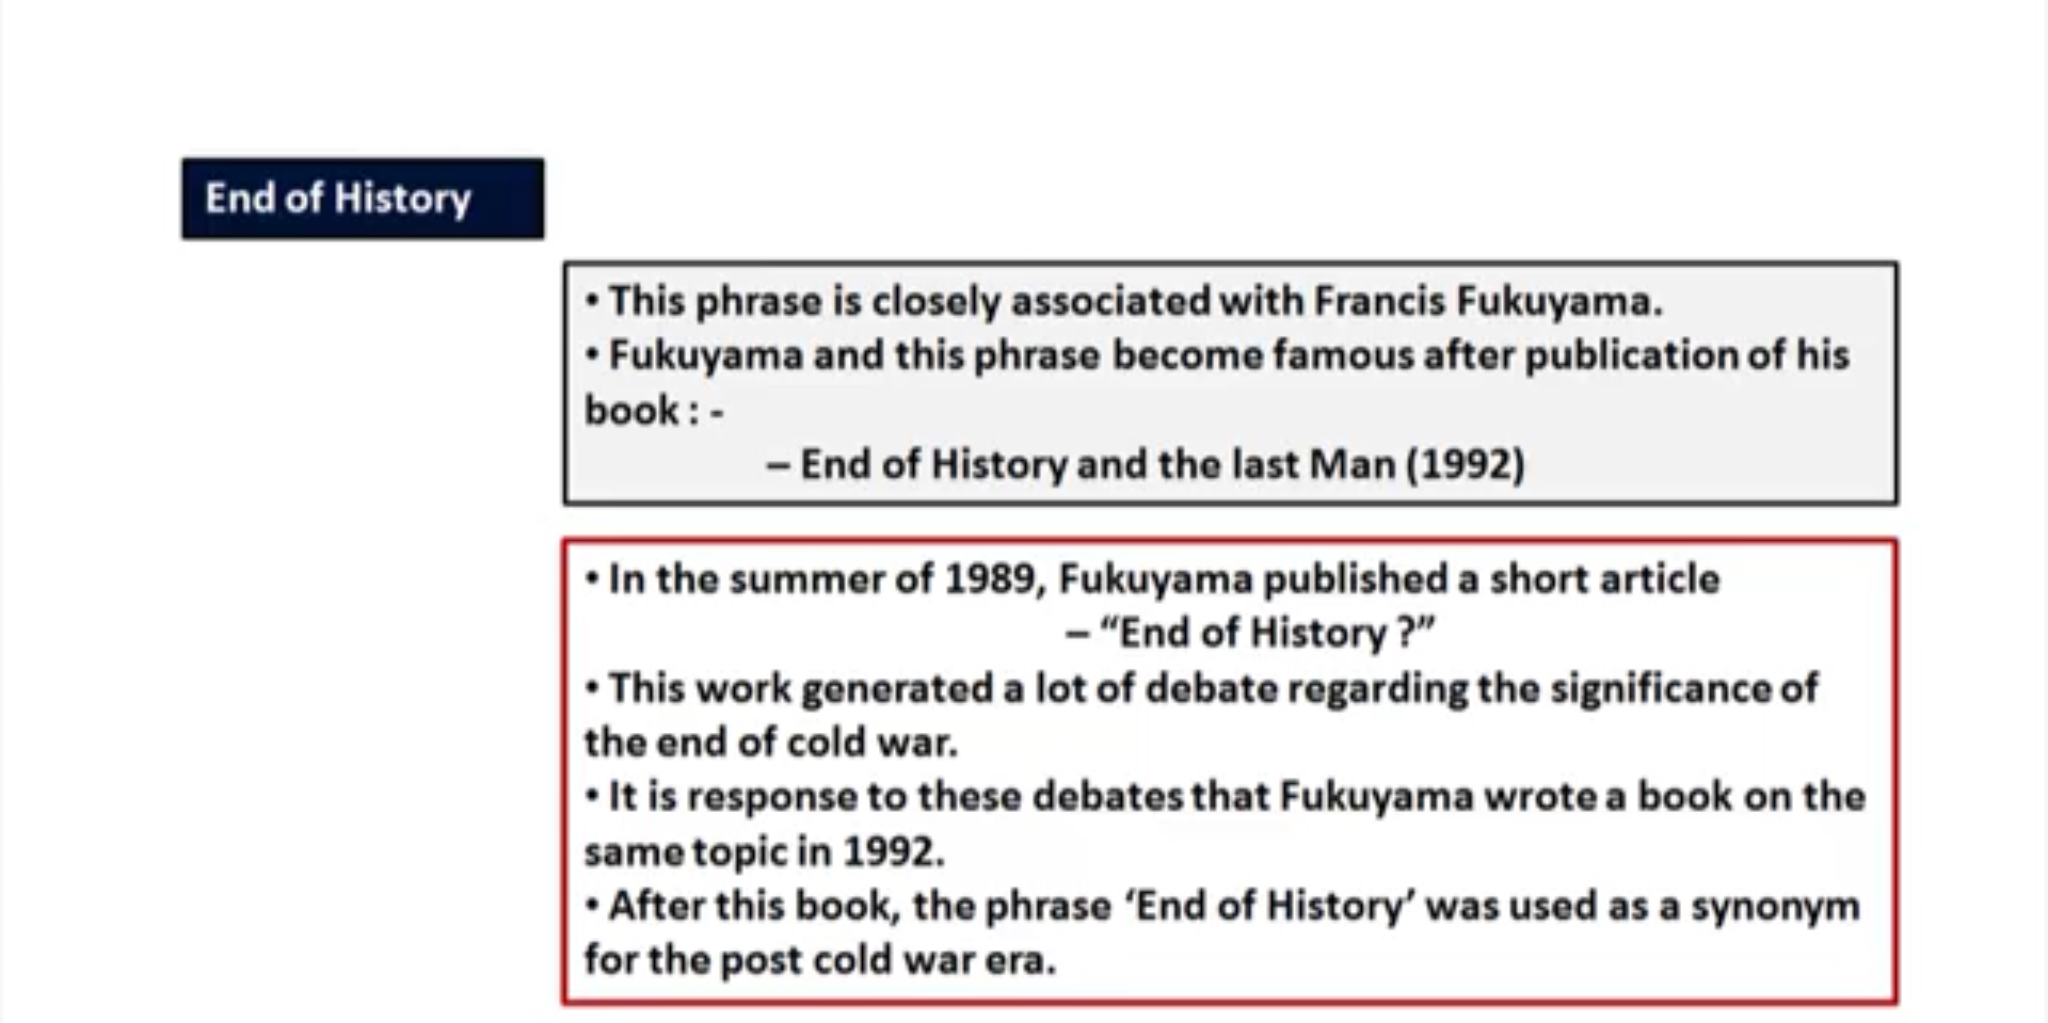 End of History
• This phrase is closely associated with Francis Fukuyama.
• Fukuyama and this phrase become famous after publication of his
book : -
– End of History and the last Man (1992)
• In the summer of 1989, Fukuyama published a short article
– “End of History ?”
• This work generated a lot of debate regarding the significance of
the end of cold war.
• It is response to these debates that Fukuyama wrote a book on the
same topic in 1992.
• After this book, the phrase ‘End of History’ was used as a synonym
for the post cold war era.